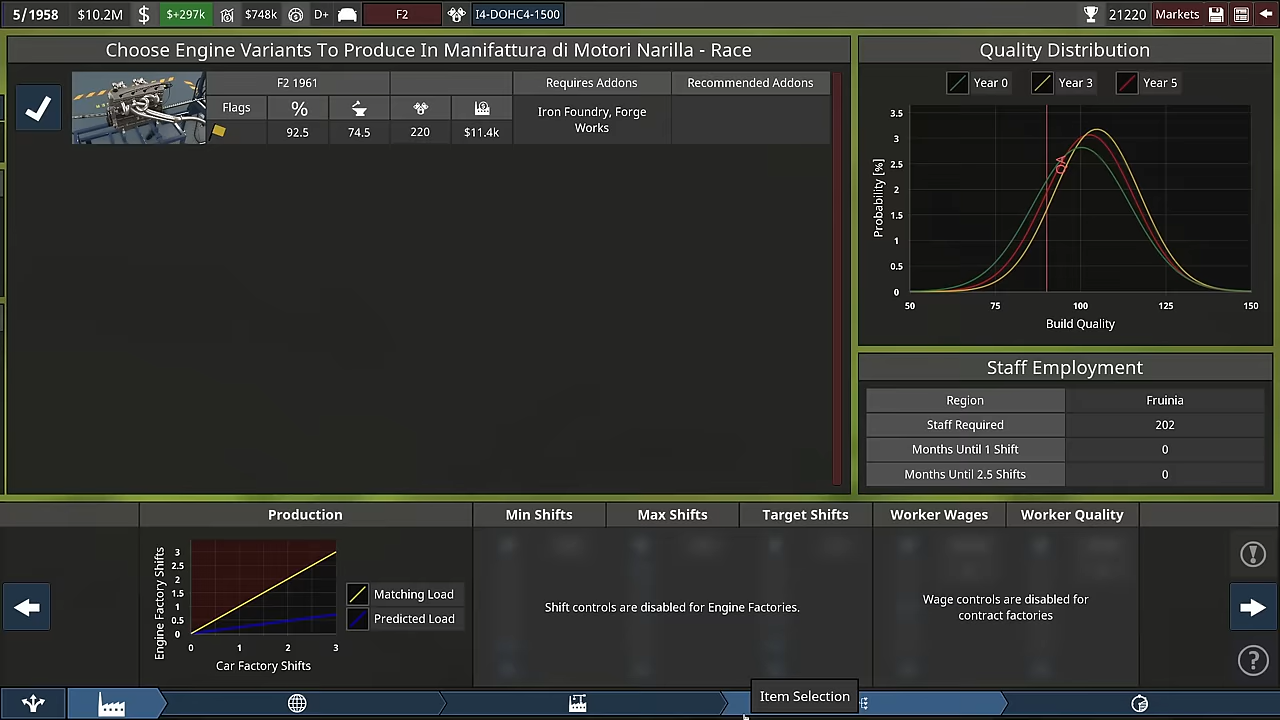 5/1958 $10.2M $ $+297k $748k D+ F2 I4-DOHC4-1500 21220 Markets
Choose Engine Variants To Produce In Manifattura di Motori Narilla - Race
F2 1961 Requires Addons Recommended Addons
Flags %
92.5 74.5 220 $11.4k
Iron Foundry, Forge
Works
Quality Distribution
Year 0 Year 3 Year 5
Probability [%]
3.5
3
2.5
2
1.5
1
0.5
0
QA
50 75 100 125 150
Build Quality
Staff Employment
Region Fruinia
Staff Required 202
Months Until 1 Shift 0
Months Until 2.5 Shifts 0
Production Min Shifts Max Shifts Target Shifts Worker Wages Worker Quality
Engine Factory Shifts
3
2.5
2
1.5
1
0.5
0
0 1 2 3
Car Factory Shifts
Matching Load
Predicted Load
Shift controls are disabled for Engine Factories.
Wage controls are disabled for
contract factories
!
?
Item Selection